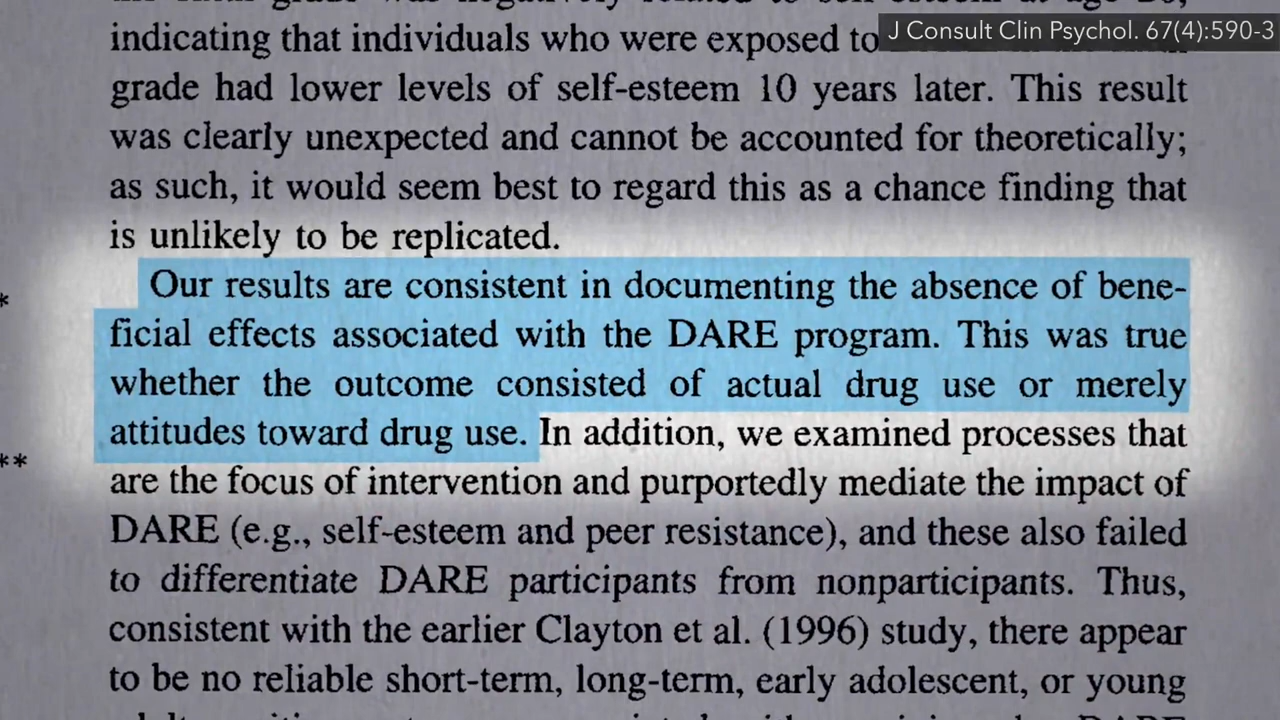 J Consult Clin Psychol. 67(4):590-3
indicating that individuals who were exposed to
grade had lower levels of self-esteem 10 years later. This result
was clearly unexpected and cannot be accounted for theoretically;
as such, it would seem best to regard this as a chance finding that
is unlikely to be replicated.
Our results are consistent in documenting the absence of bene-
*
ficial effects associated with the DARE program. This was true
whether the outcome consisted of actual drug use or merely
attitudes toward drug use. In addition, we examined processes that
**
are the focus of intervention and purportedly mediate the impact of
DARE (e.g., self-esteem and peer resistance), and these also failed
to differentiate DARE participants from nonparticipants. Thus,
consistent with the earlier Clayton et al. (1996) study, there appear
to be no reliable short-term, long-term, early adolescent, or young